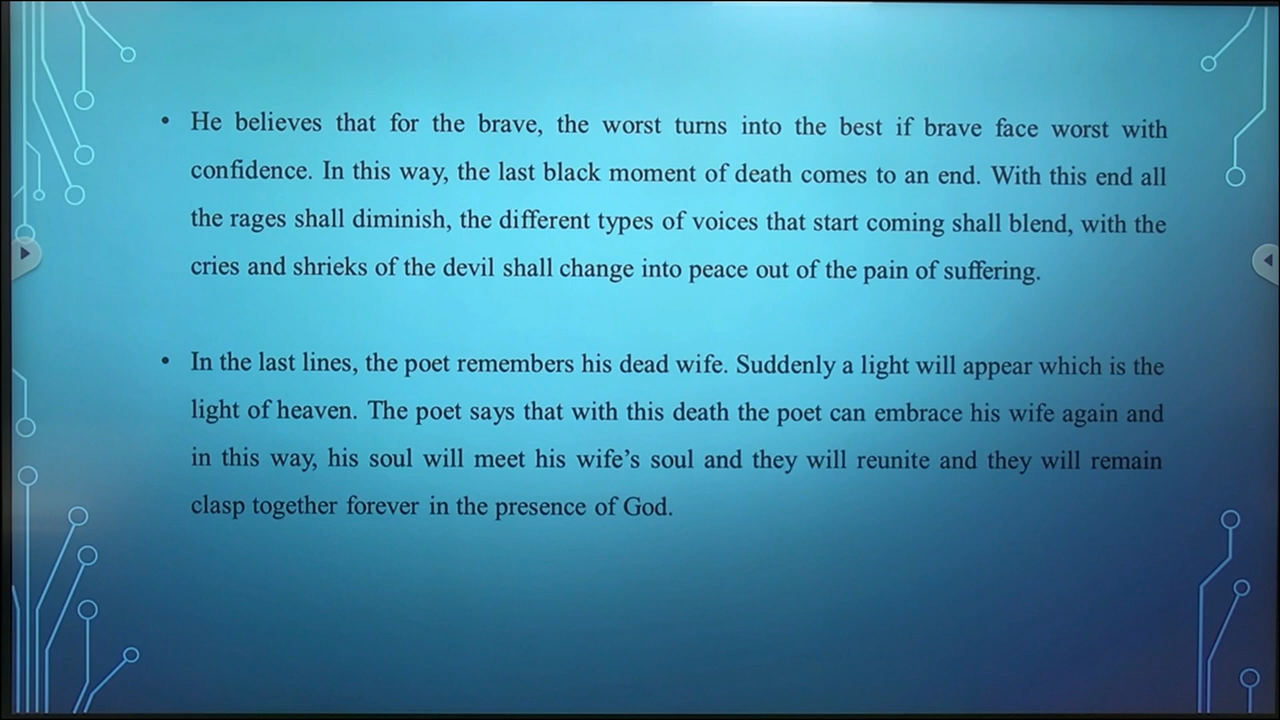 • He believes that for the brave, the worst turns into the best if brave face worst with
confidence. In this way, the last black moment of death comes to an end. With this end all
the rages shall diminish, the different types of voices that start coming shall blend, with the
cries and shrieks of the devil shall change into peace out of the pain of suffering.
• In the last lines, the poet remembers his dead wife. Suddenly a light will appear which is the
light of heaven. The poet says that with this death the poet can embrace his wife again and
in this way, his soul will meet his wife’s soul and they will reunite and they will remain
clasp together forever in the presence of God.